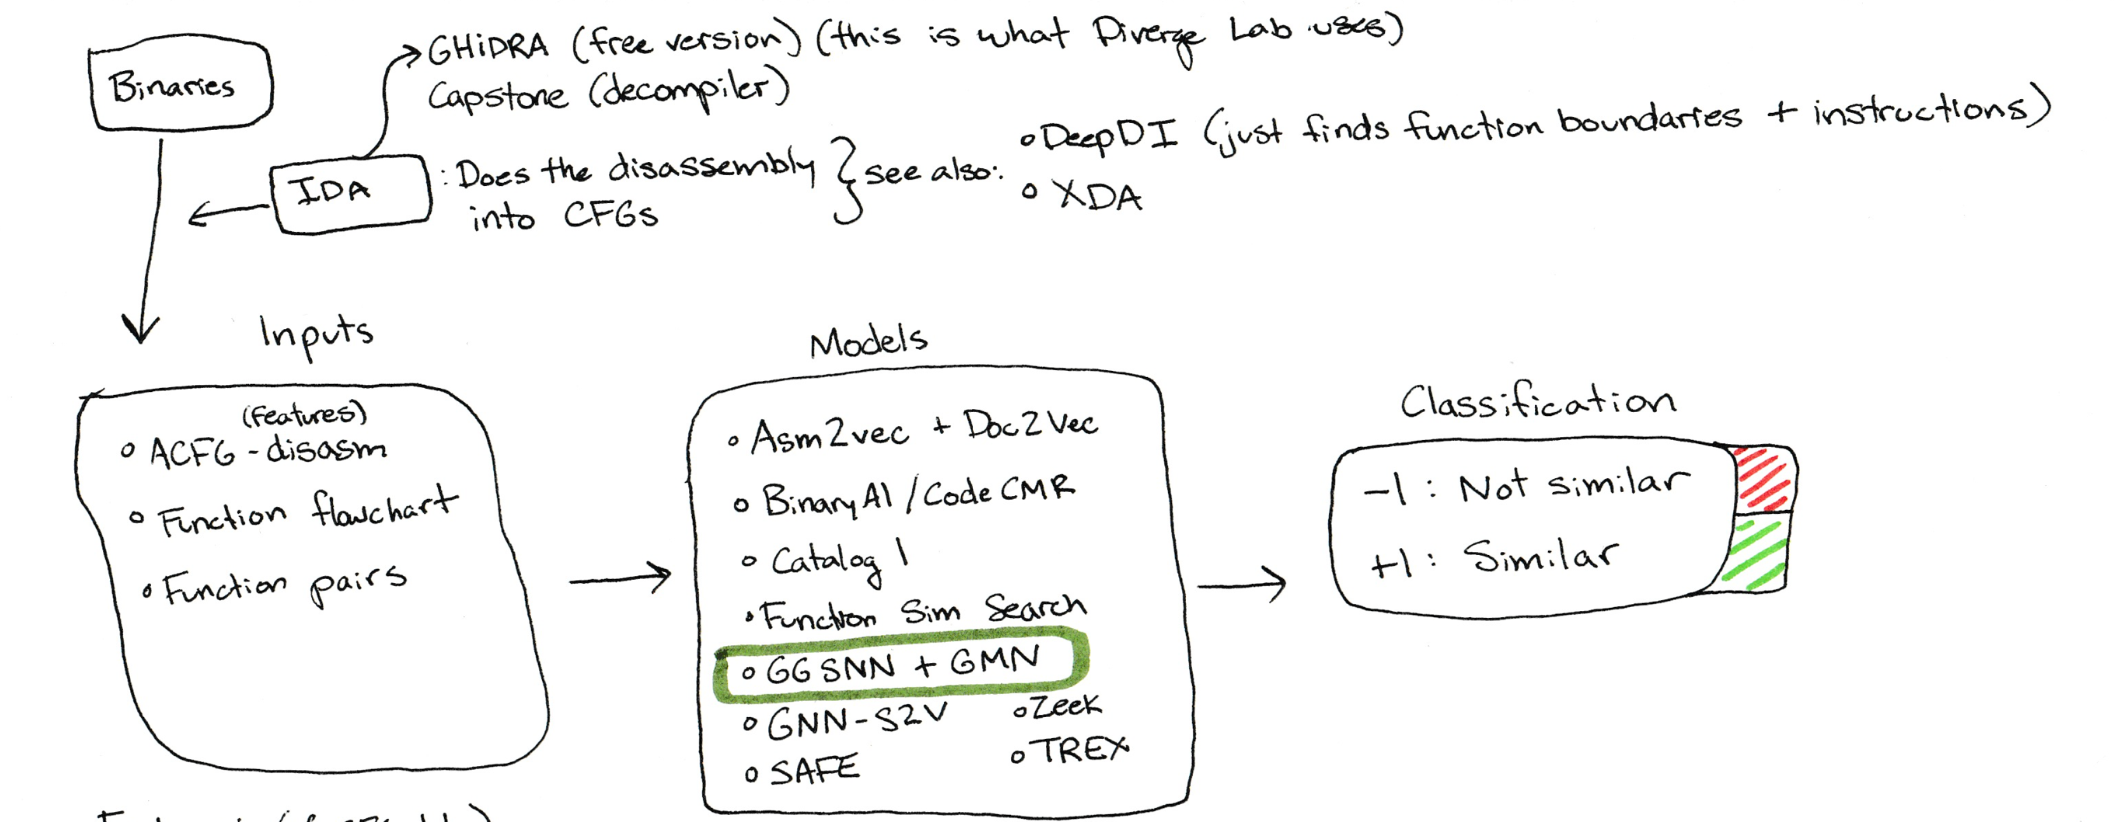 Binaries
GHiDRA (free version) (this is what Diverge Lab uses)
Capstone (decompiler)
IDA
: Does the disassembly
into CFGs
see also:
DeepDI (just finds function boundaries + instructions)
XDA
Inputs
(features)
ACFG-disasm
Function flowchart
Function pairs
Models
Asm2vec + Doc2Vec
BinaryAI / CodeCMR
Catalog 1
Function Sim Search
GGSNN + GMN
GNN-S2V
Zeek
SAFE
TREX
Classification
-1 : Not similar
+1 : Similar